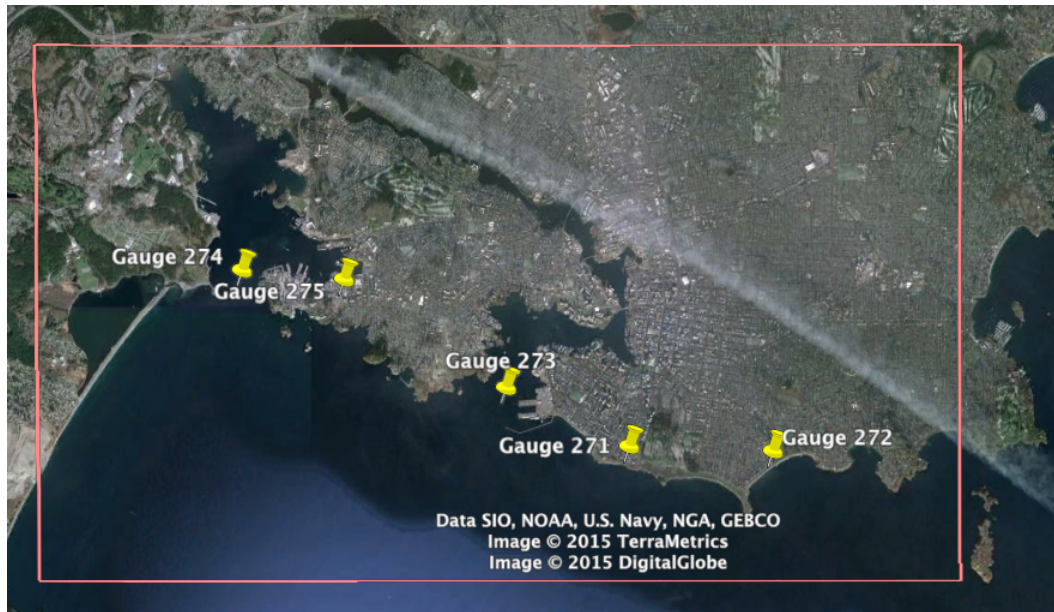 Gauge 274
Gauge 275
Gauge 273
Gauge 271
Gauge 272
Data SIO, NOAA, U.S. Navy, NGA, GEBCO
Image © 2015 TerraMetrics
Image © 2015 DigitalGlobe